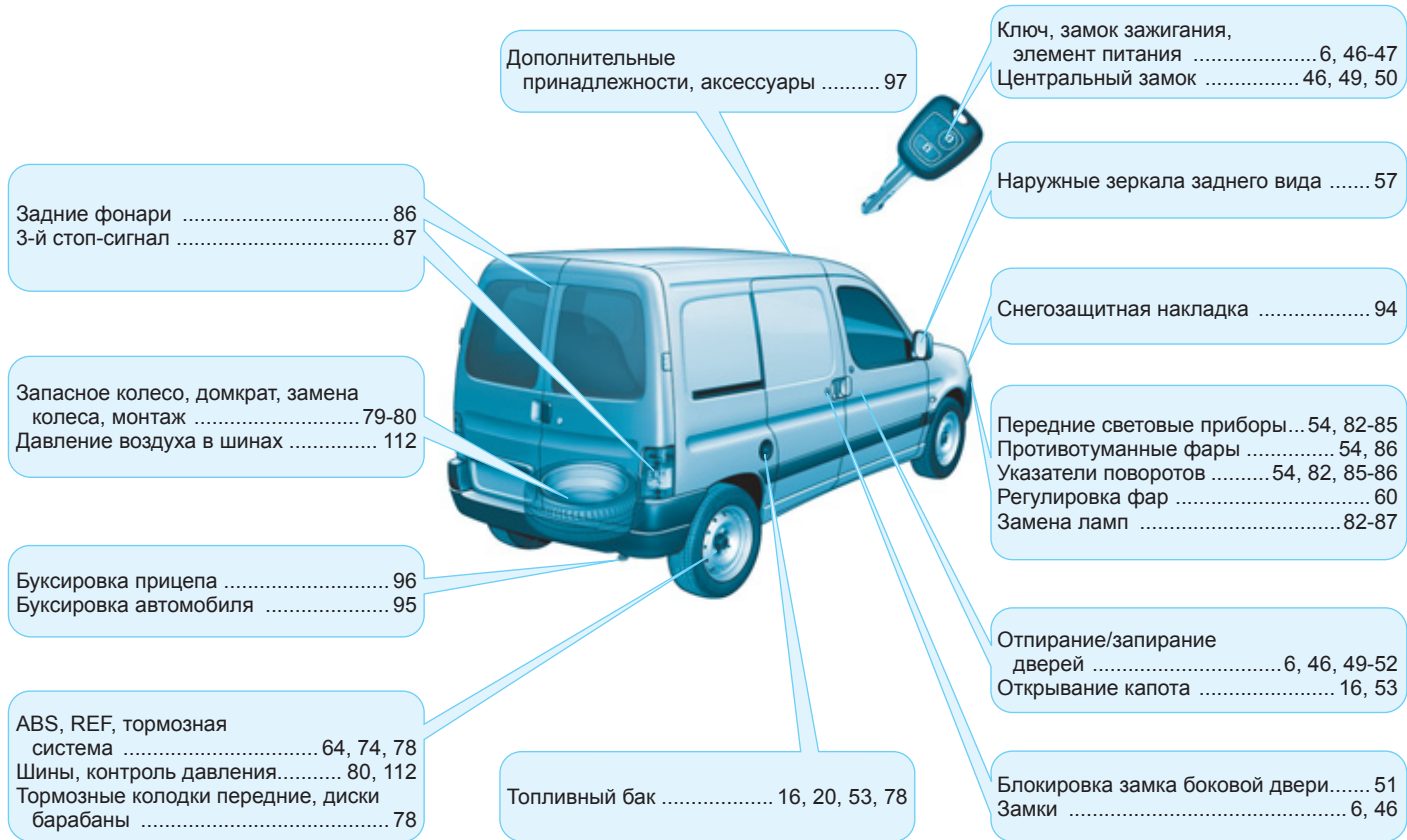 Дополнительные
принадлежности, аксессуары .......... 97
Ключ, замок зажигания,
элемент питания .....................6, 46-47
Центральный замок ................. 46, 49, 50
Наружные зеркала заднего вида ....... 57
Задние фонари .................................... 86
3-й стоп-сигнал ..................................... 87
Снегозащитная накладка .................... 94
Запасное колесо, домкрат, замена
колеса, монтаж ........................79-80
Давление воздуха в шинах ............... 112
Передние световые приборы...54, 82-85
Противотуманные фары ............... 54, 86
Указатели поворотов ..........54, 82, 85-86
Регулировка фар ................................... 60
Замена ламп ...................................82-87
Буксировка прицепа ............................. 96
Буксировка автомобиля ...................... 95
Отпирание/запирание
дверей ..................................6, 46, 49-52
Открывание капота ........................ 16, 53
ABS, REF, тормозная
система ................................. 64, 74, 78
Шины, контроль давления........... 80, 112
Тормозные колодки передние, диски
барабаны .......................................... 78
Топливный бак ................... 16, 20, 53, 78
Блокировка замка боковой двери....... 51
Замки ................................................ 6, 46